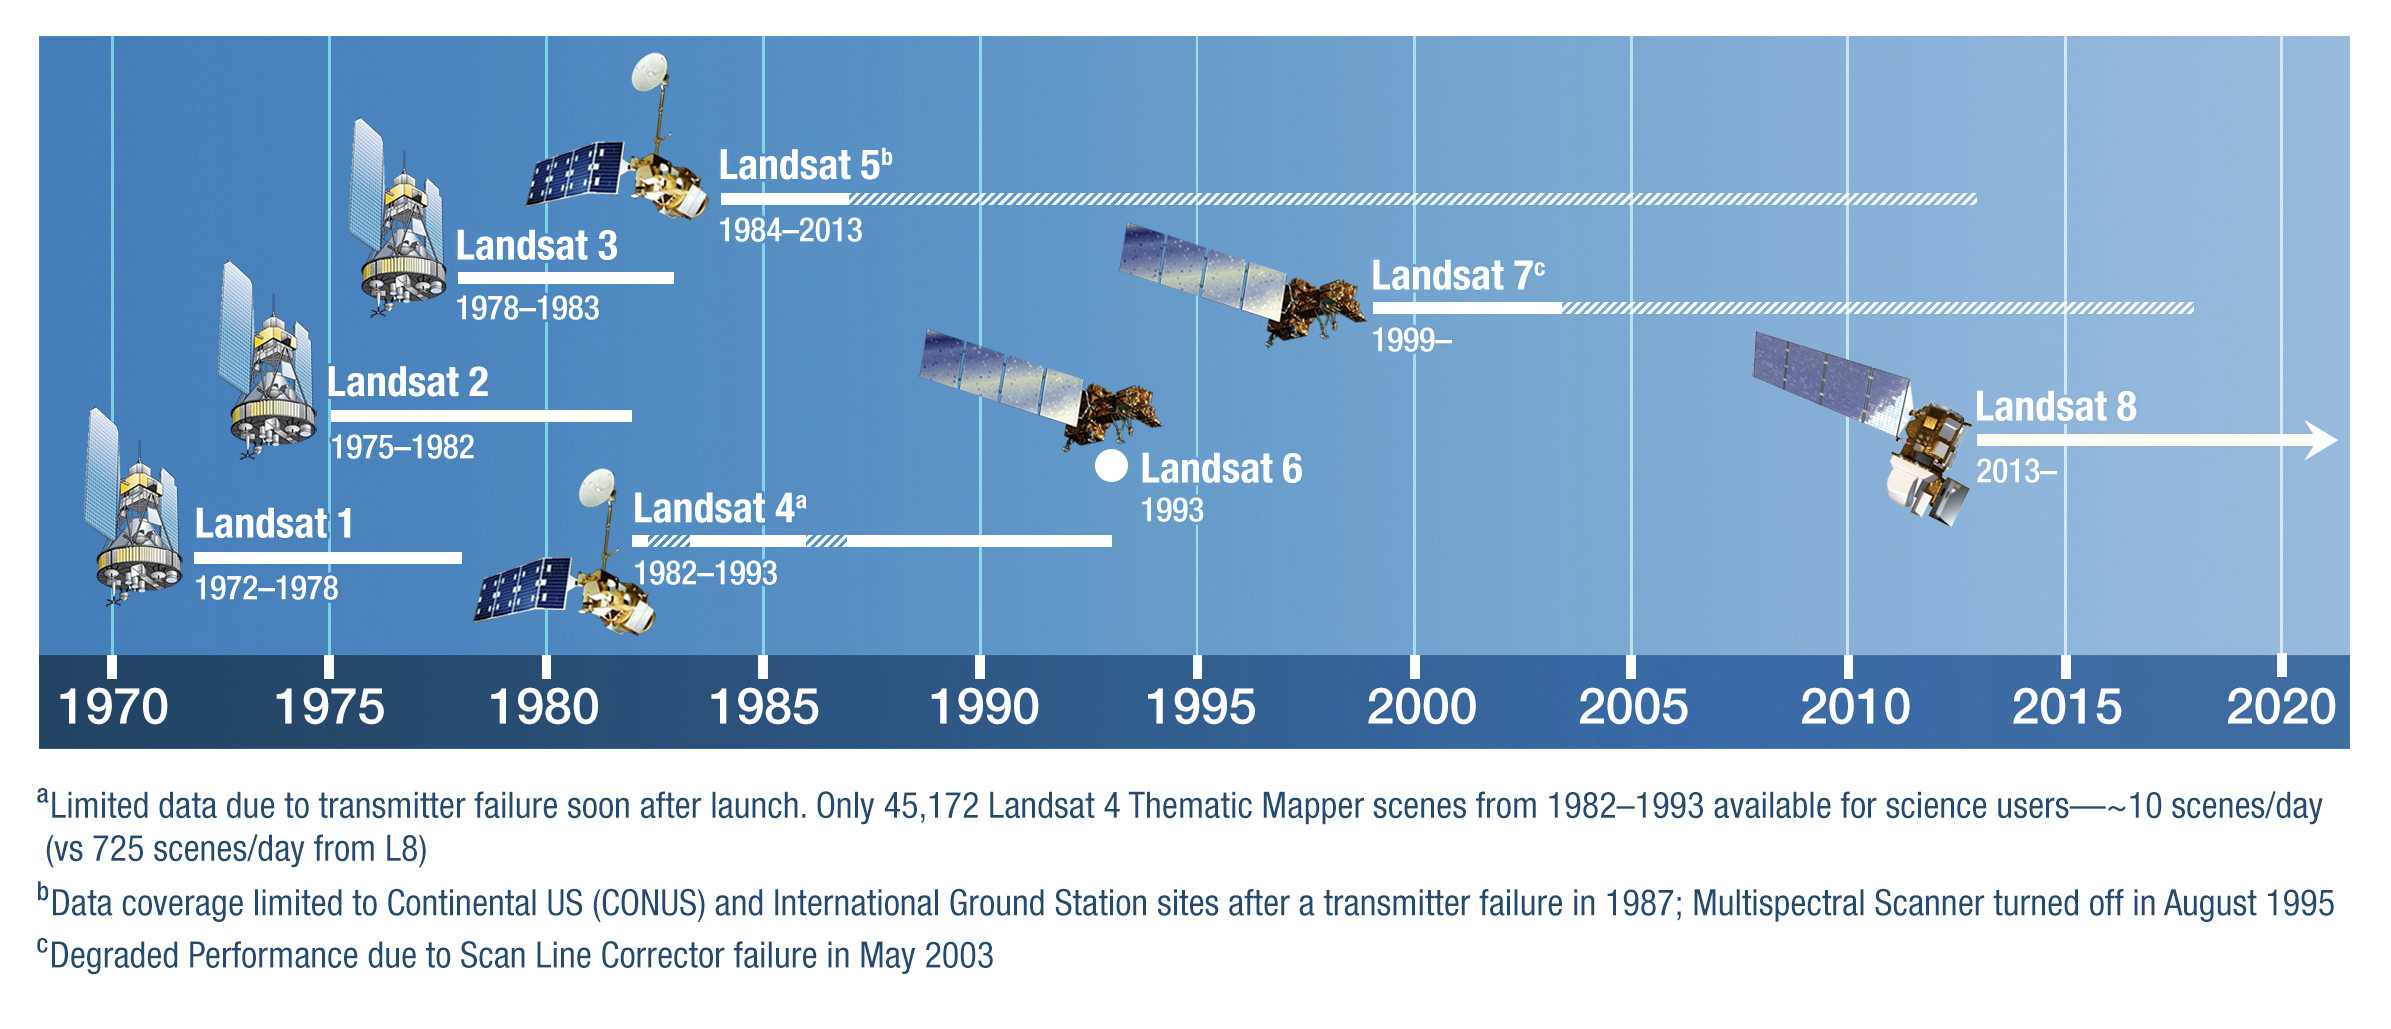 Landsat 5b
1984–2013
Landsat 3
1978–1983
Landsat 7c
1999–
Landsat 2
1975–1982
Landsat 8
2013–
Landsat 6
1993
Landsat 4a
1982–1993
Landsat 1
1972–1978
1970 1975 1980 1985 1990 1995 2000 2005 2010 2015 2020
aLimited data due to transmitter failure soon after launch. Only 45,172 Landsat 4 Thematic Mapper scenes from 1982–1993 available for science users—~10 scenes/day
(vs 725 scenes/day from L8)
bData coverage limited to Continental US (CONUS) and International Ground Station sites after a transmitter failure in 1987; Multispectral Scanner turned off in August 1995
cDegraded Performance due to Scan Line Corrector failure in May 2003